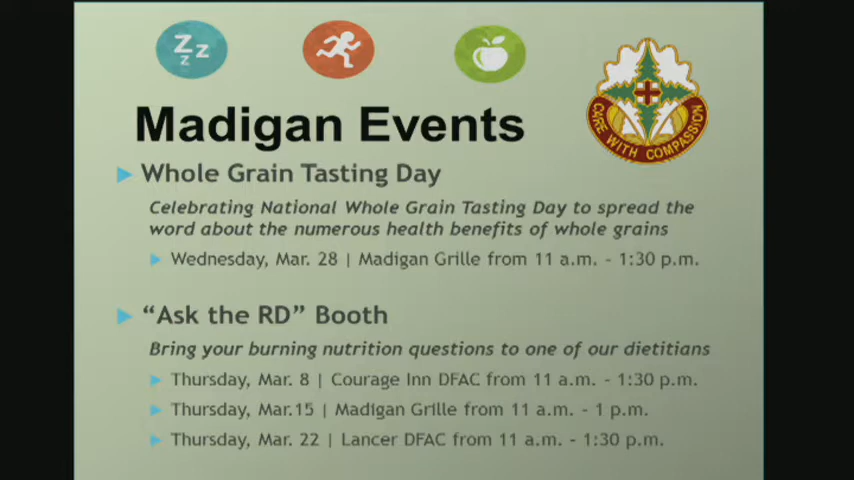 Z Z Z
CARE WITH COMPASSION
Madigan Events
Whole Grain Tasting Day
Celebrating National Whole Grain Tasting Day to spread the
word about the numerous health benefits of whole grains
Wednesday, Mar. 28 | Madigan Grille from 11 a.m. - 1:30 p.m.
“Ask the RD” Booth
Bring your burning nutrition questions to one of our dietitians
Thursday, Mar. 8 | Courage Inn DFAC from 11 a.m. - 1:30 p.m.
Thursday, Mar.15 | Madigan Grille from 11 a.m. - 1 p.m.
Thursday, Mar. 22 | Lancer DFAC from 11 a.m. - 1:30 p.m.